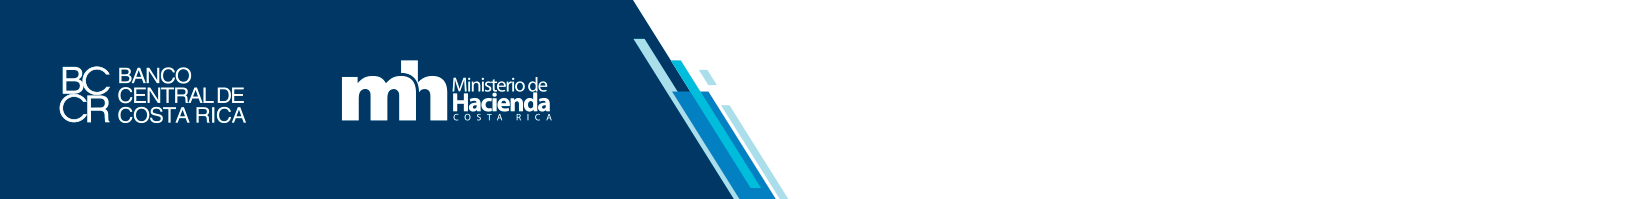 BC
CR
BANCO
CENTRAL DE
COSTA RICA
mh
Ministerio de
Hacienda
COSTA RICA